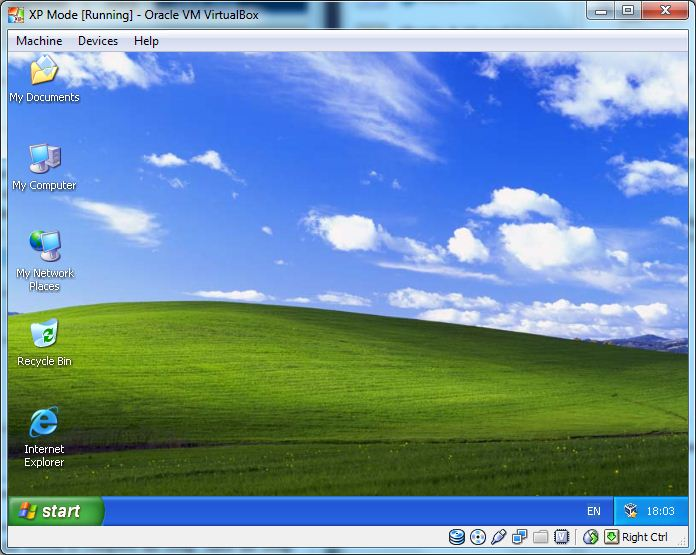 XP Mode [Running] - Oracle VM VirtualBox
Machine Devices Help
My Documents
My Computer
My Network
Places
Recycle Bin
Internet
Explorer
start EN 18:03
Right Ctrl